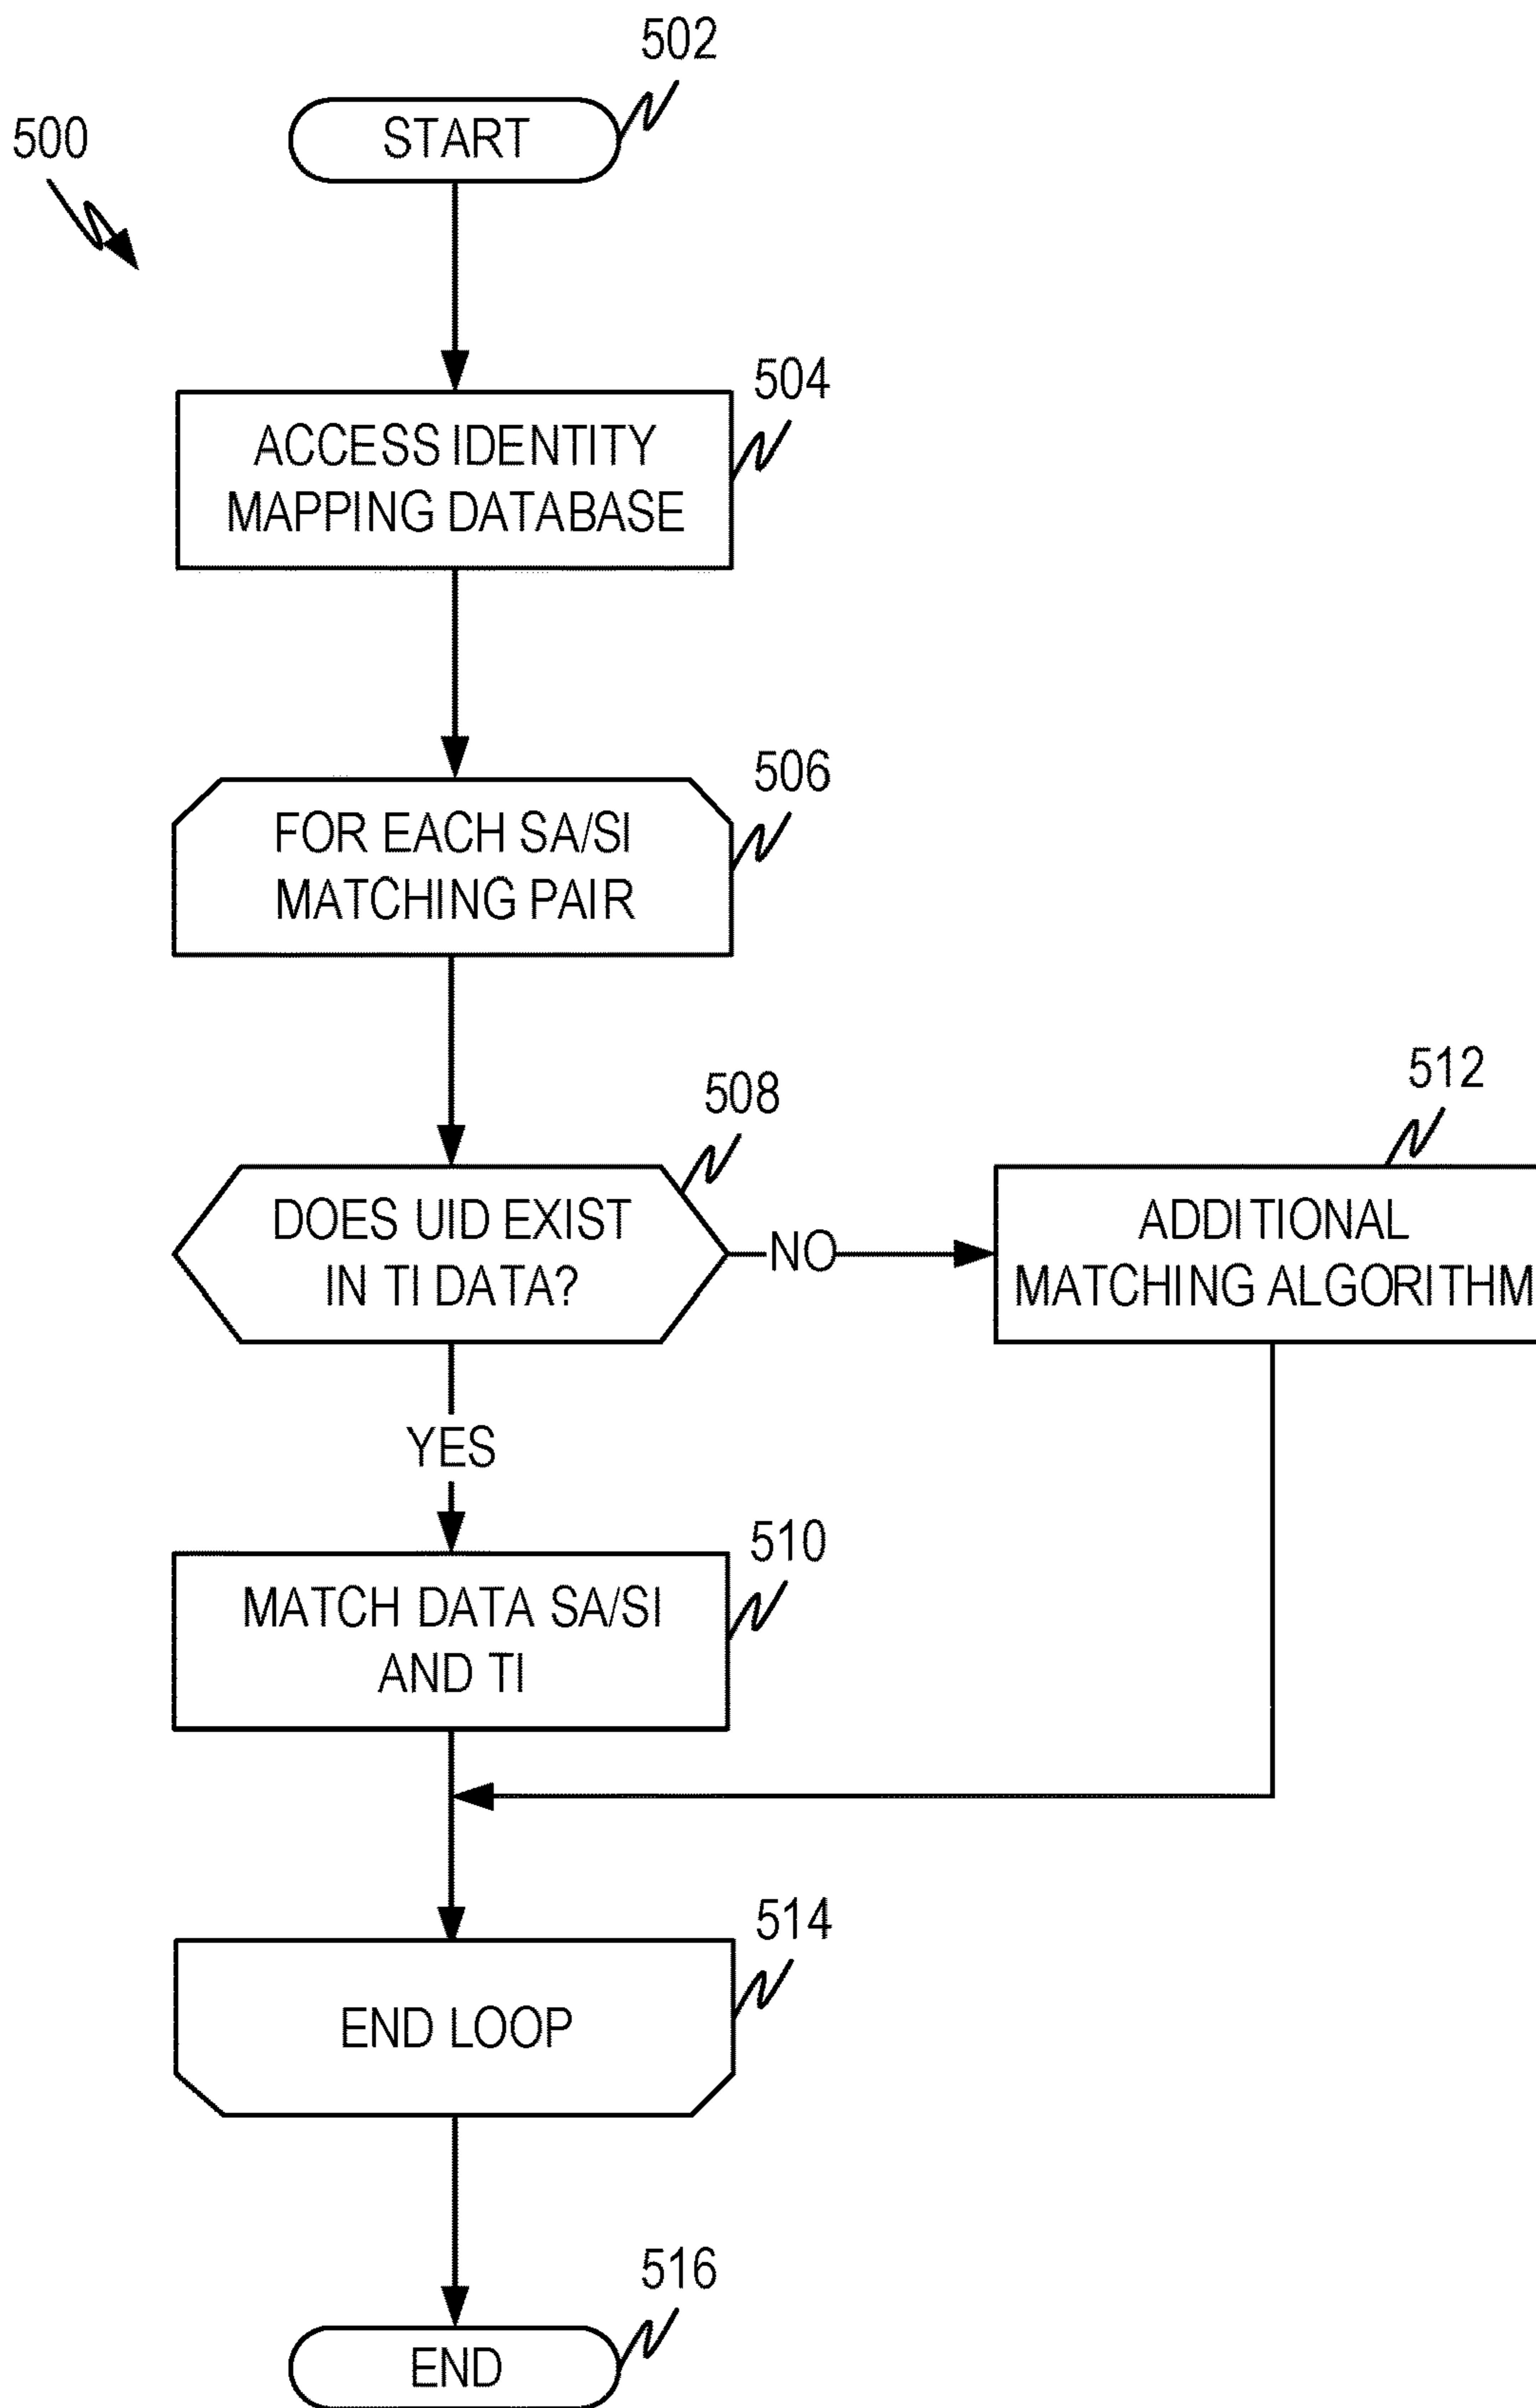 502
500
START
504
ACCESS IDENTITY
MAPPING DATABASE
506
FOR EACH SA/SI
MATCHING PAIR
508
512
DOES UID EXIST
IN TI DATA?
NO
ADDITIONAL
MATCHING ALGORITHM
YES
510
MATCH DATA SA/SI
AND TI
514
END LOOP
516
END